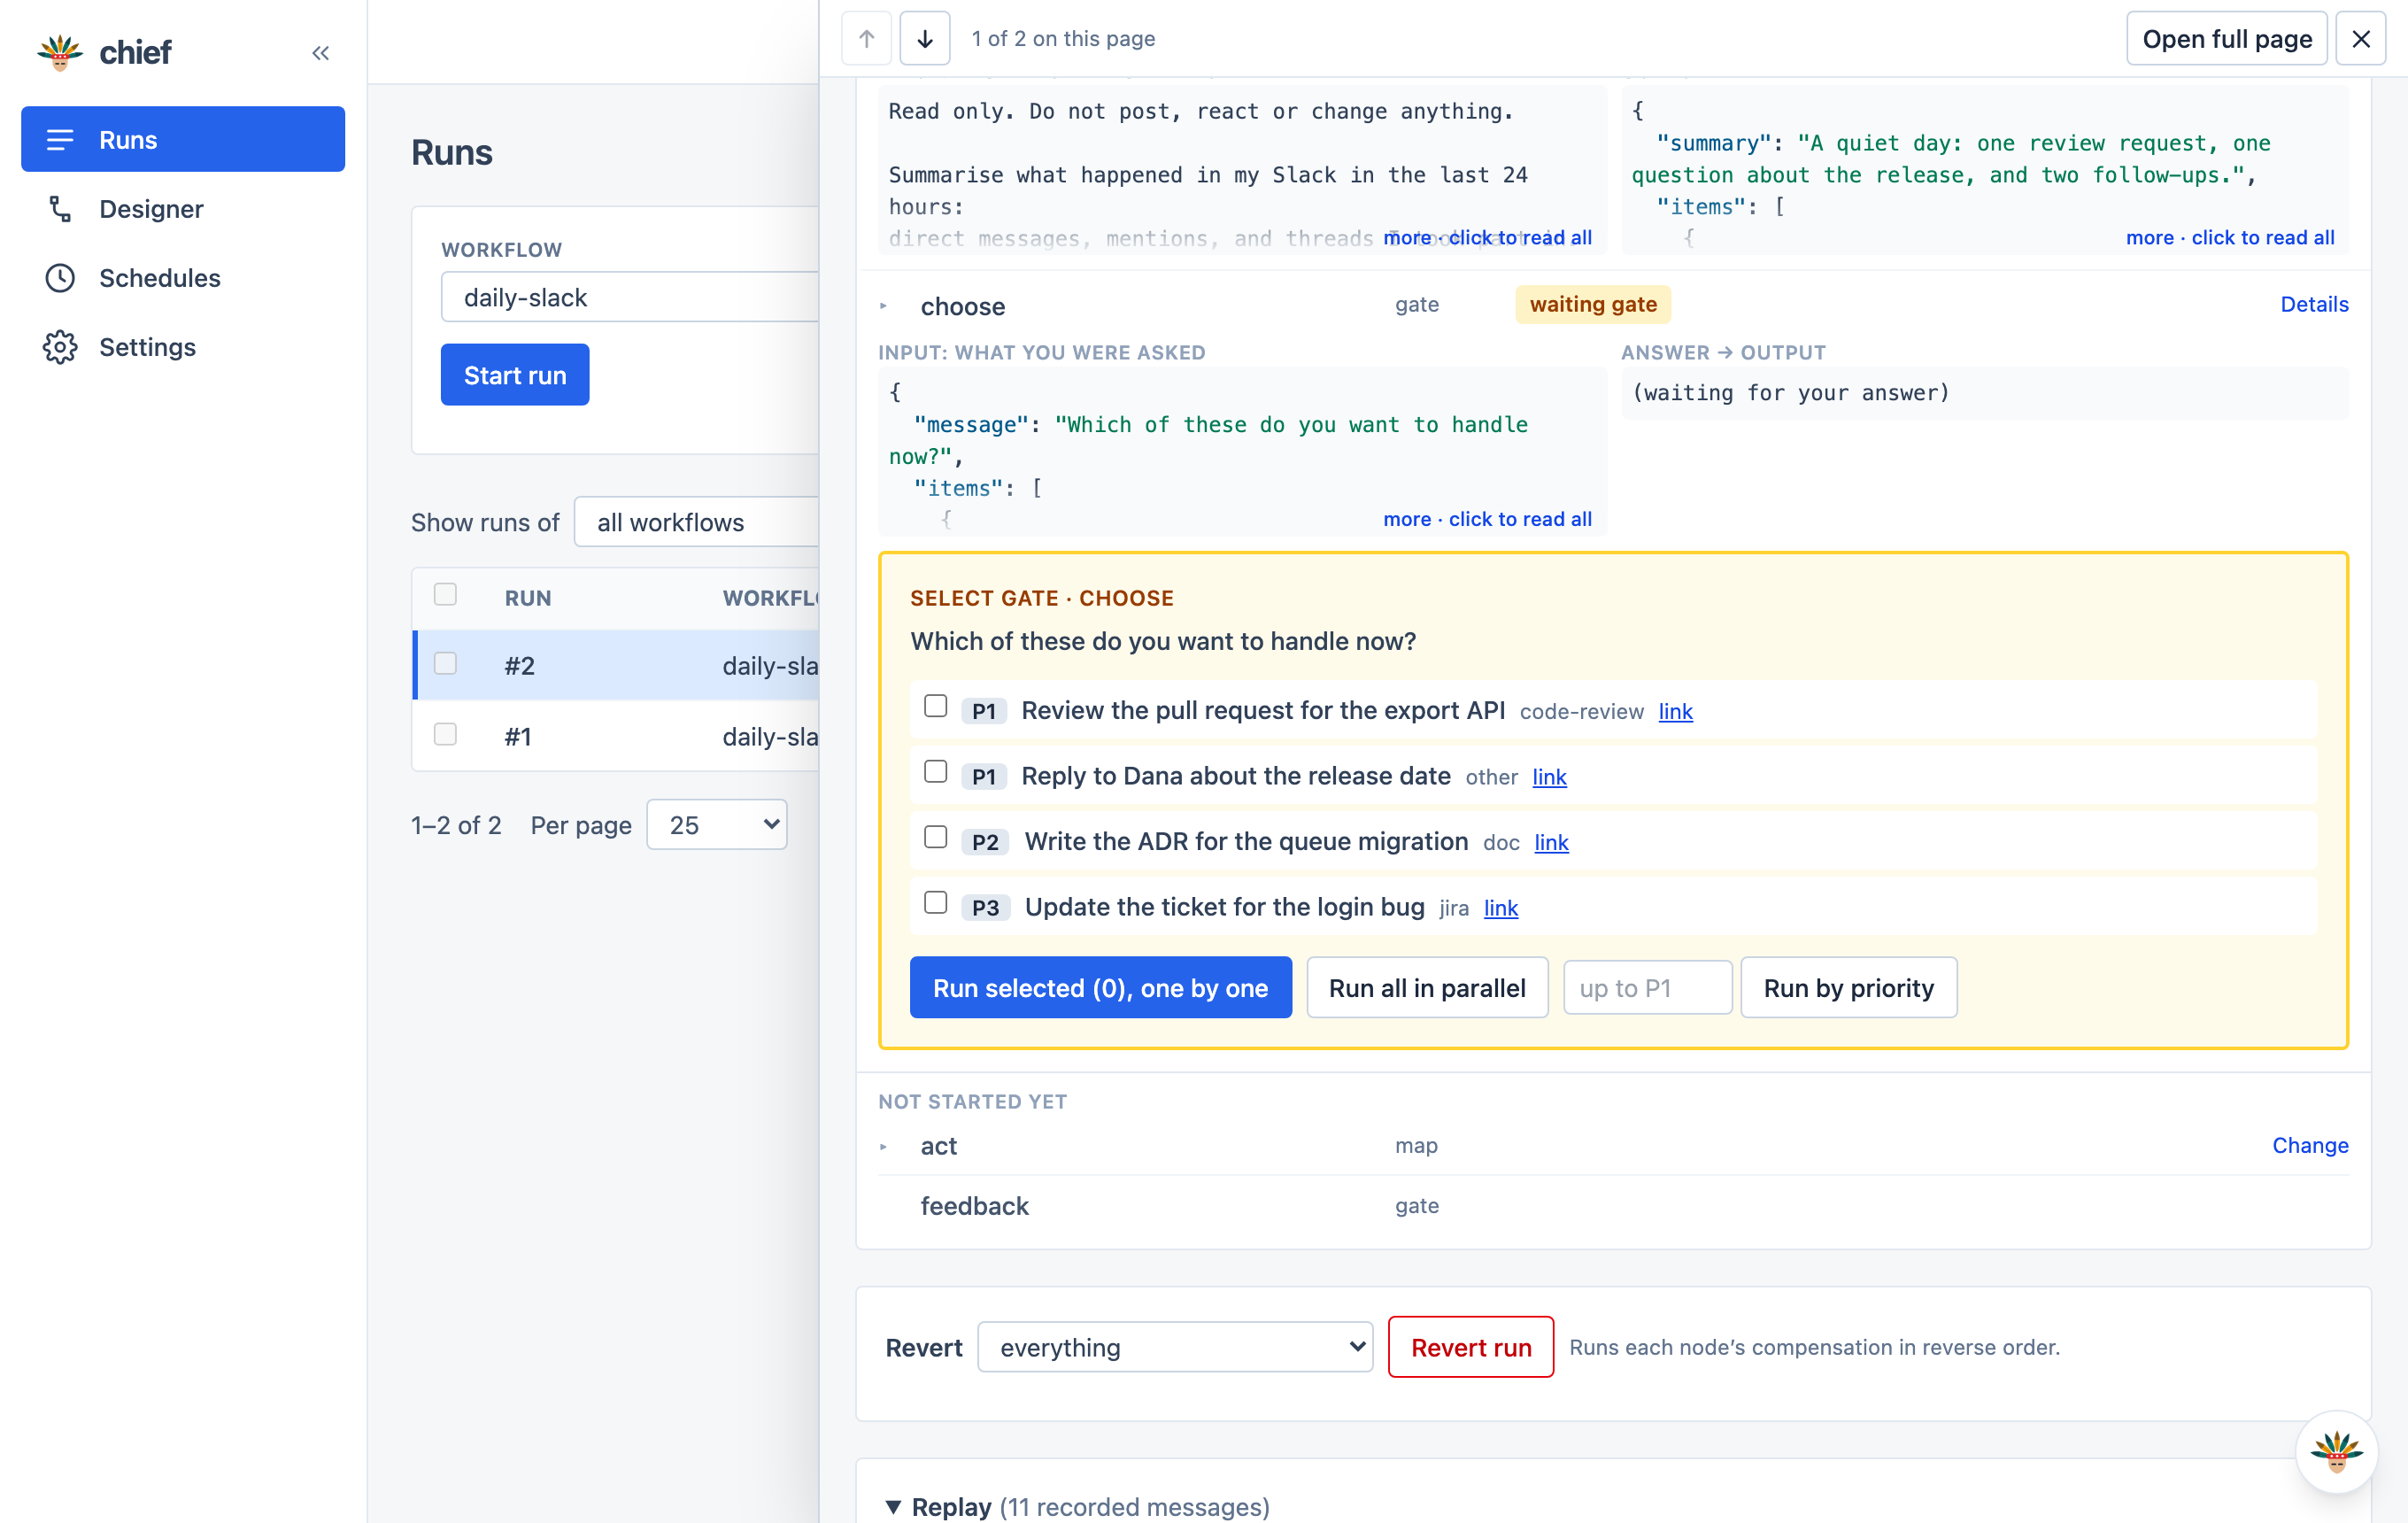 chief
Runs
Designer
Schedules
Settings
Runs
WORKFLOW
daily-slack
Start run
Show runs of
all workflows
RUN
WORKFL
#2
daily-sla
#1
daily-sla
1–2 of 2
Per page
25
1 of 2 on this page
Open full page
Read only. Do not post, react or change anything.
Summarise what happened in my Slack in the last 24
hours:
direct messages, mentions, and threads
more · click to read all
{
"summary": "A quiet day: one review request, one
question about the release, and two follow-ups.",
"items": [
{
more · click to read all
choose
gate
waiting gate
Details
INPUT: WHAT YOU WERE ASKED
{
"message": "Which of these do you want to handle
now?",
"items": [
{
more · click to read all
ANSWER → OUTPUT
(waiting for your answer)
SELECT GATE · CHOOSE
Which of these do you want to handle now?
P1 Review the pull request for the export API code-review link
P1 Reply to Dana about the release date other link
P2 Write the ADR for the queue migration doc link
P3 Update the ticket for the login bug jira link
Run selected (0), one by one
Run all in parallel
up to P1
Run by priority
NOT STARTED YET
act
map
Change
feedback
gate
Revert
everything
Revert run
Runs each node’s compensation in reverse order.
Replay (11 recorded messages)